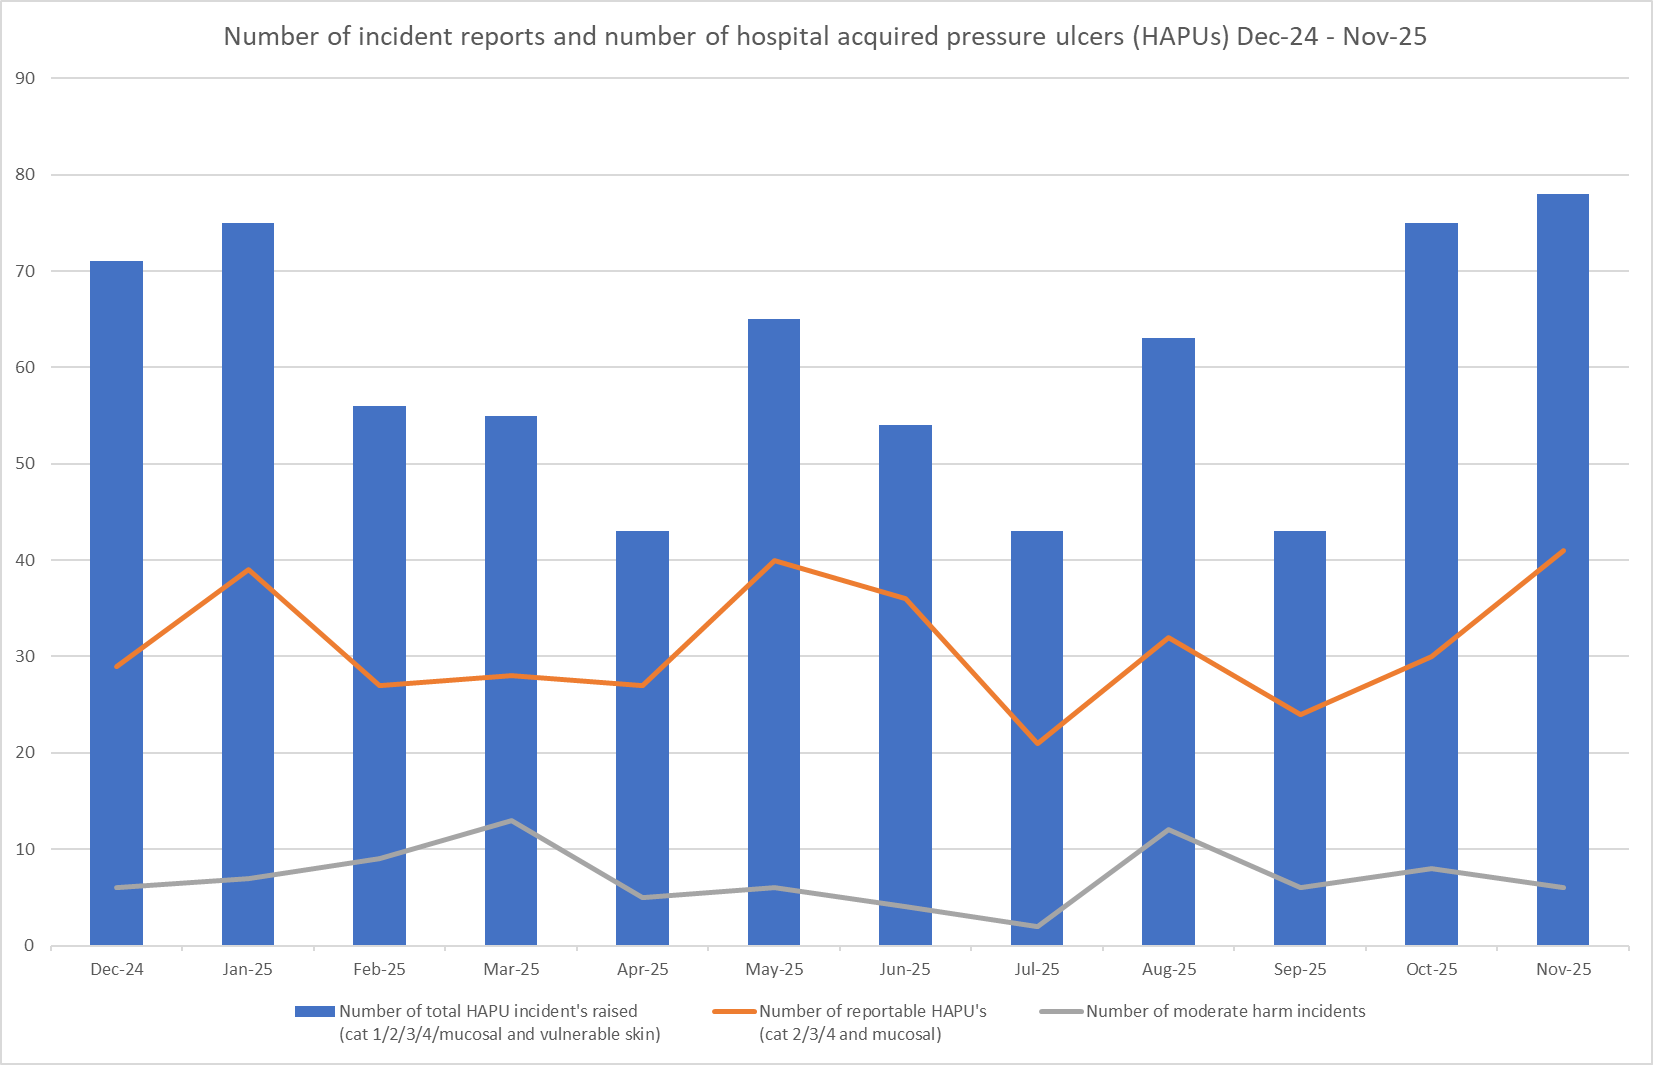 Number of incident reports and number of hospital acquired pressure ulcers (HAPUs) Dec-24 - Nov-25
90
80
70
60
50
40
30
20
10
0
Dec-24 Jan-25 Feb-25 Mar-25 Apr-25 May-25 Jun-25 Jul-25 Aug-25 Sep-25 Oct-25 Nov-25
Number of total HAPU incident's raised
(cat 1/2/3/4/mucosal and vulnerable skin)
Number of reportable HAPU's
(cat 2/3/4 and mucosal)
Number of moderate harm incidents